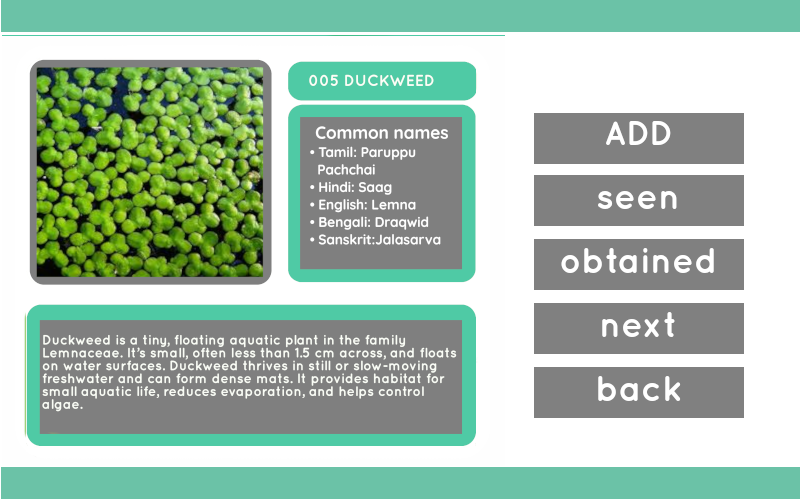 005 DUCKWEED
Common names
• Tamil: Paruppu
Pachchai
• Hindi: Saag
• English: Lemna
• Bengali: Draqwid
• Sanskrit:Jalasarva
Duckweed is a tiny, floating aquatic plant in the family
Lemnaceae. It's small, often less than 1.5 cm across, and floats
on water surfaces. Duckweed thrives in still or slow-moving
freshwater and can form dense mats. It provides habitat for
small aquatic life, reduces evaporation, and helps control
algae.
ADD
seen
obtained
next
back